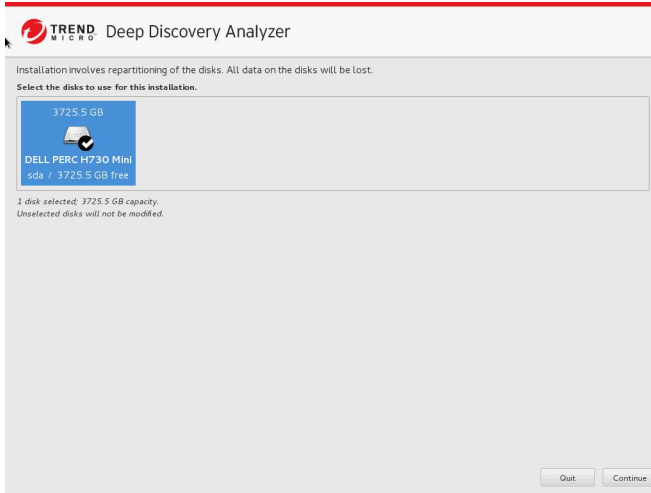 TREND MICRO Deep Discovery Analyzer
Installation involves repartitioning of the disks. All data on the disks will be lost.
Select the disks to use for this installation.
3725.5 GB
DELL PERC H730 Mini
sda / 3725.5 GB free
1 disk selected; 3725.5 GB capacity.
Unselected disks will not be modified.
Quit Continue